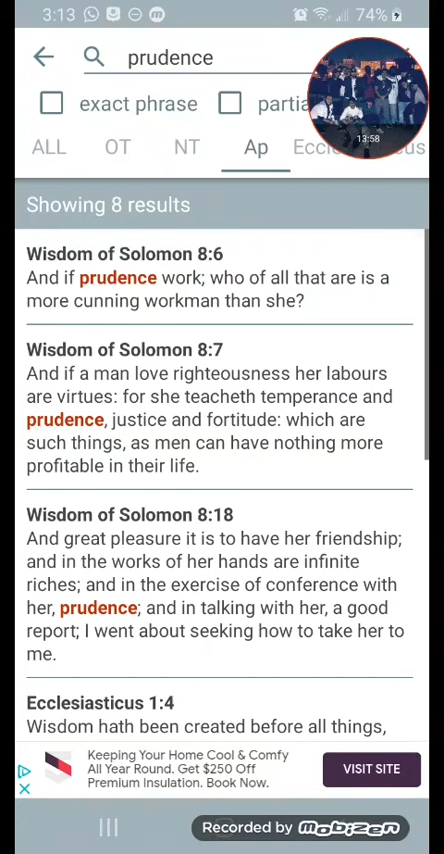 3:13 74%
prudence
exact phrase
13:58
ALL OT NT Ap
Showing 8 results
Wisdom of Solomon 8:6
And if prudence work; who of all that are is a
more cunning workman than she?
Wisdom of Solomon 8:7
And if a man love righteousness her labours
are virtues: for she teacheth temperance and
prudence, justice and fortitude: which are
such things, as men can have nothing more
profitable in their life.
Wisdom of Solomon 8:18
And great pleasure it is to have her friendship;
and in the works of her hands are infinite
riches; and in the exercise of conference with
her, prudence; and in talking with her, a good
report; I went about seeking how to take her to
me.
Ecclesiasticus 1:4
Wisdom hath been created before all things,
Keeping Your Home Cool & Comfy
All Year Round. Get $250 Off
Premium Insulation. Book Now.
VISIT SITE
Recorded by Mobizen